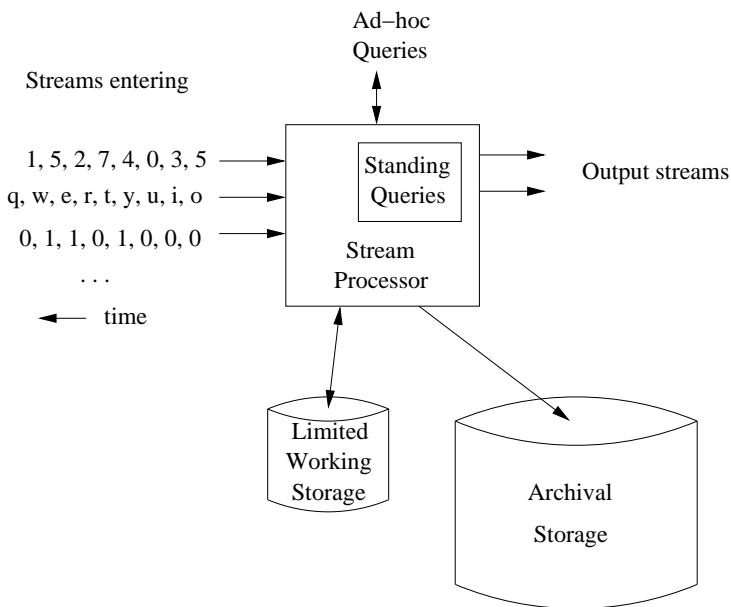 Ad−hoc
Queries
Streams entering
1, 5, 2, 7, 4, 0, 3, 5
q, w, e, r, t, y, u, i, o
0, 1, 1, 0, 1, 0, 0, 0
. . .
time
Standing
Queries
Stream
Processor
Output streams
Limited
Working
Storage
Archival
Storage